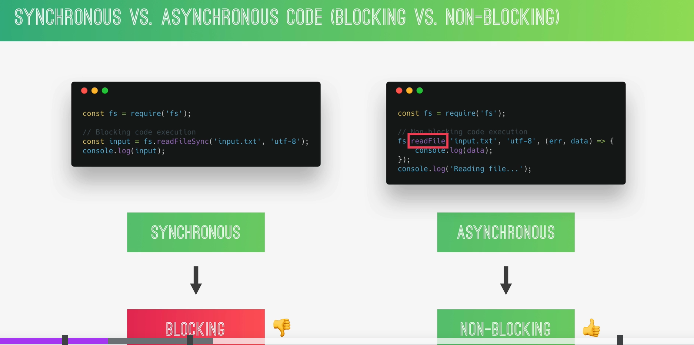 SYNCHRONOUS VS. ASYNCHRONOUS CODE (BLOCKING VS. NON-BLOCKING)
const fs = require('fs');
// Blocking code execution
const input = fs.readFileSync('input.txt', 'utf-8');
console.log(input);
const fs = require('fs');
// Non-blocking code execution
fs.readFile('input.txt', 'utf-8', (err, data) => {
console.log(data);
});
console.log('Reading file...');
SYNCHRONOUS
ASYNCHRONOUS
BLOCKING
NON-BLOCKING